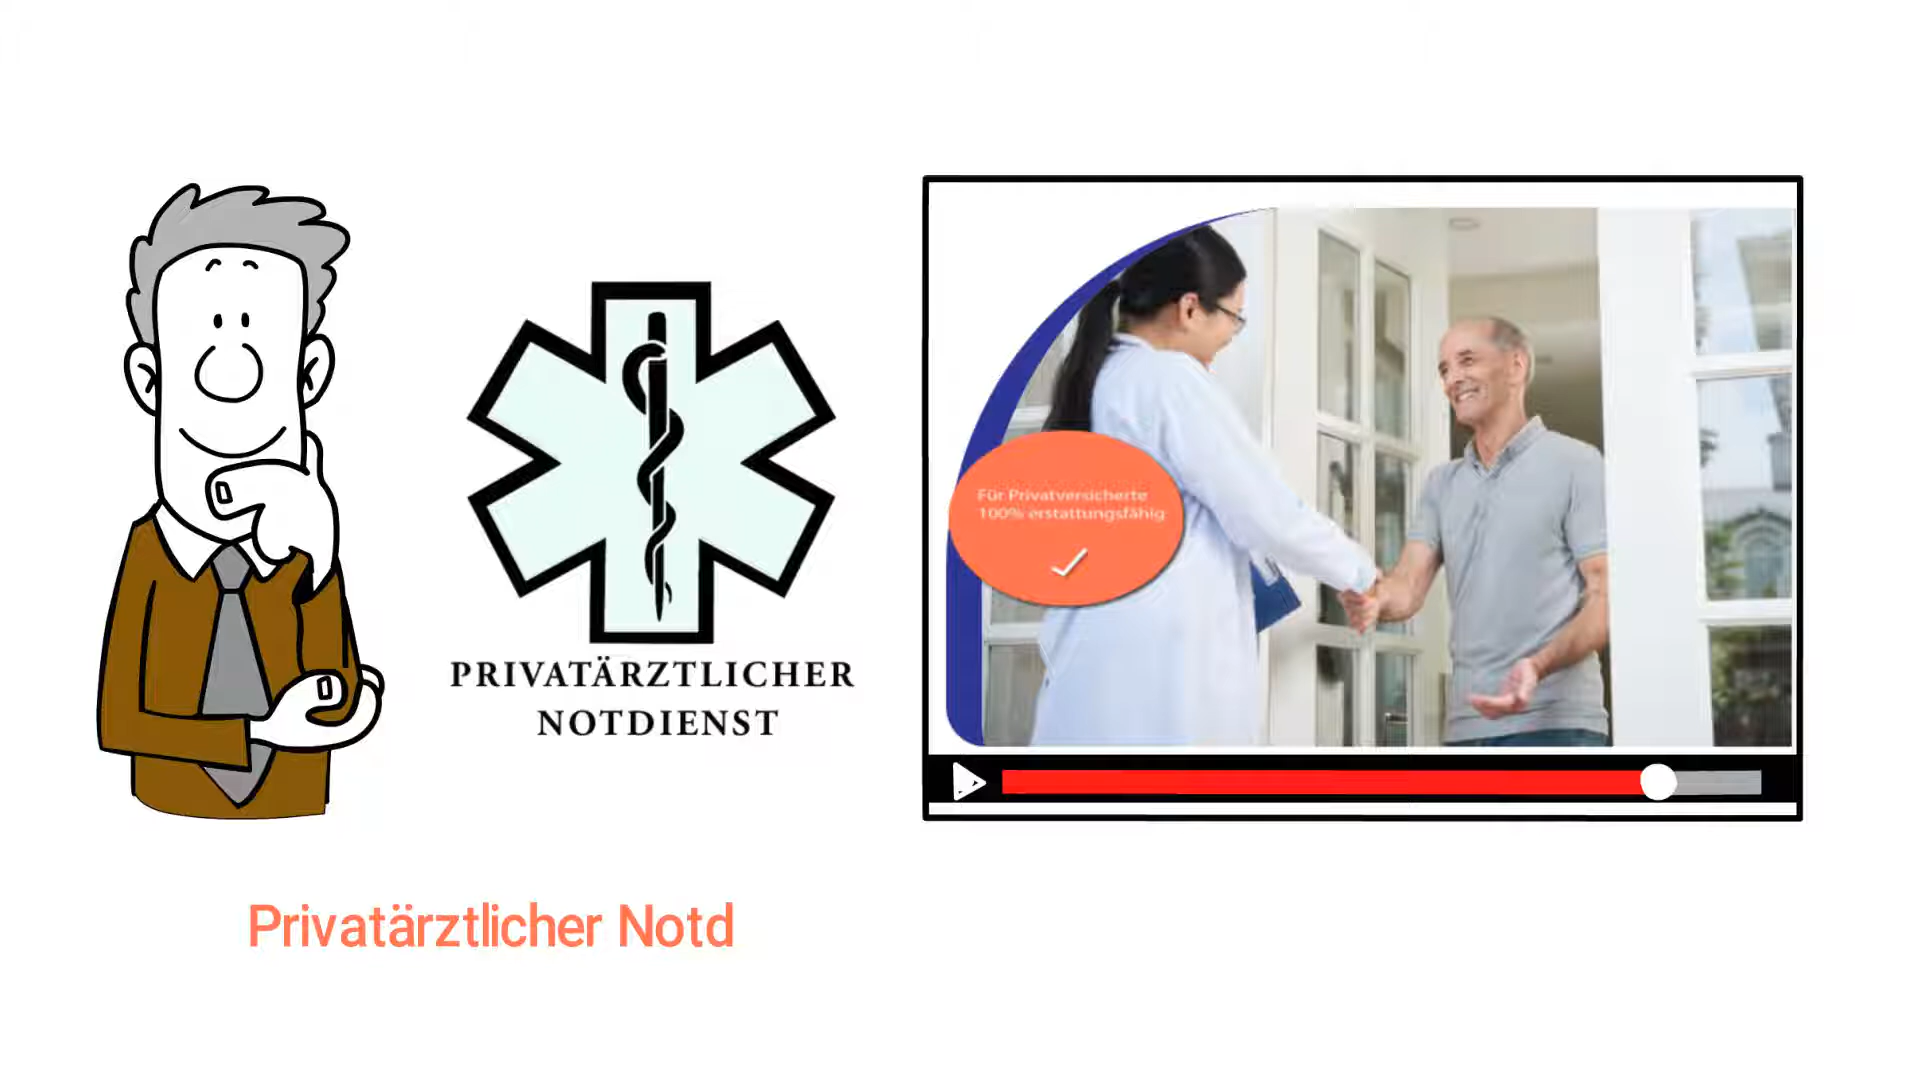 PRIVATÄRZTLICHER
NOTDIENST
Für Privatversicherte
100% erstattungsfähig
Privatärztlicher Notd